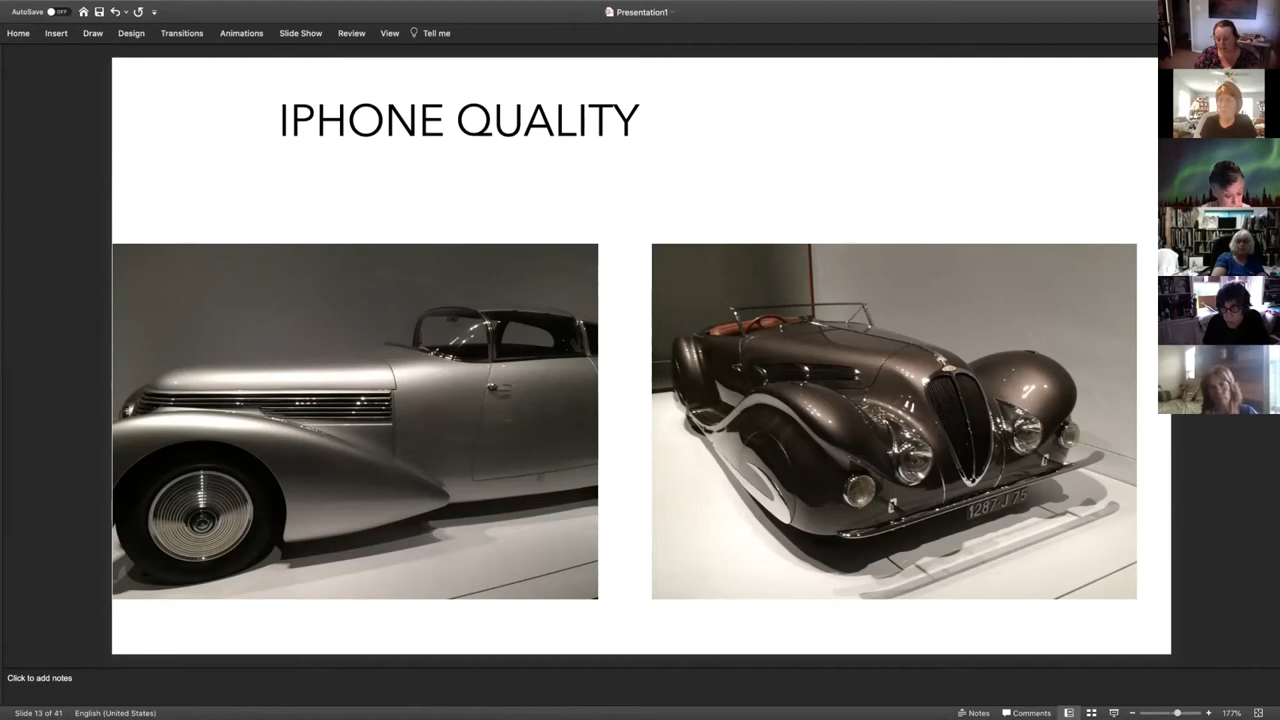 AutoSave OFF
Presentation1
Home Insert Draw Design Transitions Animations Slide Show Review View Tell me
IPHONE QUALITY
1287-J 75
Click to add notes
Slide 13 of 41 English (United States) Notes Comments 177%